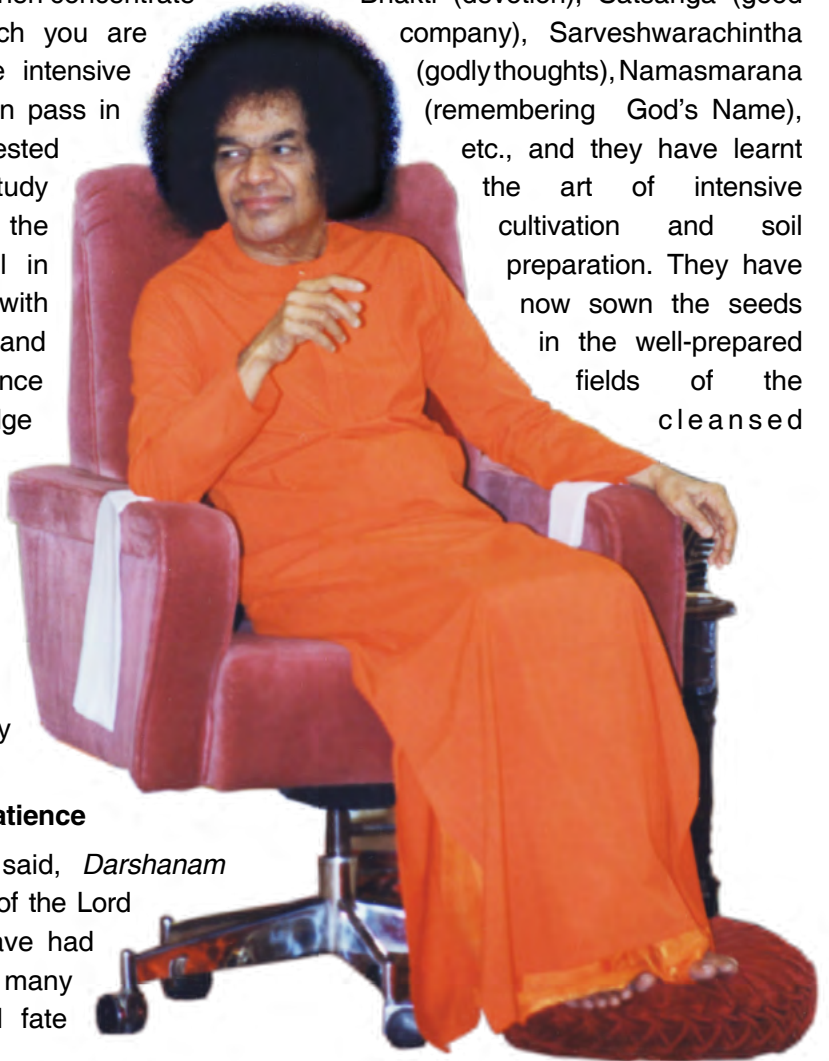 concentrate
ch you are
e intensive
n pass in
ested
tudy
the
l in
with
and
nce
lge
y
atience
said, Darshanam
of the Lord
ave had
many
l fate
Bhakti (devotion), Satsanga (good
company), Sarveshwarachintha
(godly thoughts), Namasmarana
(remembering God's Name),
etc., and they have learnt
the art of intensive
cultivation and soil
preparation. They have
now sown the seeds
in the well-prepared
fields of the
cleansed